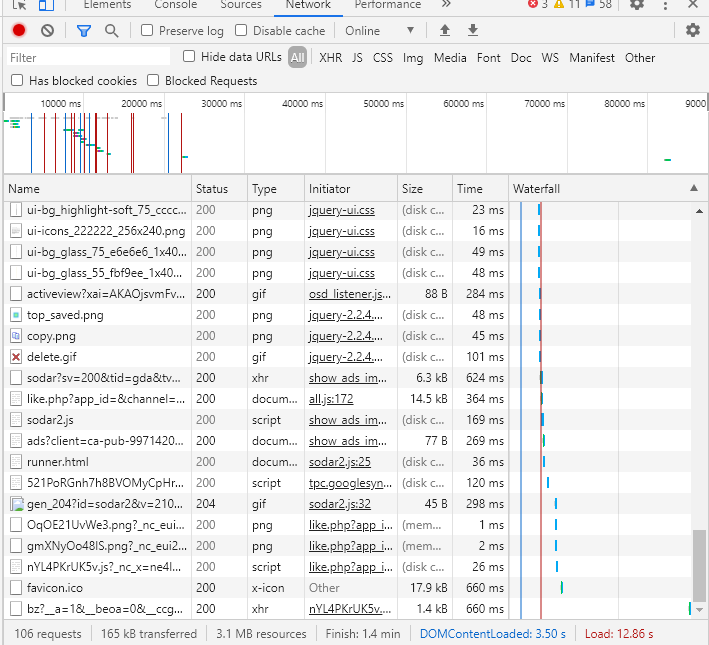 Elements Console Sources Network Performance » 3 11 58
Preserve log Disable cache Online ▼
Filter Hide data URLs All XHR JS CSS Img Media Font Doc WS Manifest Other
Has blocked cookies Blocked Requests
10000 ms 20000 ms 30000 ms 40000 ms 50000 ms 60000 ms 70000 ms 80000 ms 9000
Name Status Type Initiator Size Time Waterfall ▲
ui-bg_highlight-soft_75_cccc... 200 png jquery-ui.css (disk c... 23 ms
ui-icons_222222_256x240.png 200 png jquery-ui.css (disk c... 16 ms
ui-bg_glass_75_e6e6e6_1x40... 200 png jquery-ui.css (disk c... 49 ms
ui-bg_glass_55_fbf9ee_1x40... 200 png jquery-ui.css (disk c... 48 ms
activeview?xai=AKAOjsvmFv... 200 gif osd_listener.js... 88 B 284 ms
top_saved.png 200 png jquery-2.2.4.... (disk c... 48 ms
copy.png 200 png jquery-2.2.4.... (disk c... 45 ms
delete.gif 200 gif jquery-2.2.4.... (disk c... 101 ms
sodar?sv=200&tid=gda&tv... 200 xhr show_ads_im... 6.3 kB 624 ms
like.php?app_id=&channel=... 200 docum... all.js:172 14.5 kB 364 ms
sodar2.js 200 script show_ads_im... (disk c... 169 ms
ads?client=ca-pub-9971420... 200 docum... show_ads_im... 77 B 269 ms
runner.html 200 docum... sodar2.js:25 (disk c... 36 ms
521PoRGnh7h8BVOMyCpHr... 200 script tpc.googlesyn... (disk c... 120 ms
gen_204?id=sodar2&v=210... 204 gif sodar2.js:32 45 B 298 ms
OqOE21UvWe3.png?_nc_eui... 200 png like.php?app_i... (mem... 1 ms
gmXNyOo48lS.png?_nc_eui2... 200 png like.php?app_i... (mem... 2 ms
nYL4PKrUK5v.js?_nc_x=ne4l... 200 script like.php?app_i... (disk c... 26 ms
favicon.ico 200 x-icon Other 17.9 kB 660 ms
bz?__a=1&__beoa=0&__ccg... 200 xhr nYL4PKrUK5v.... 1.4 kB 660 ms
106 requests 165 kB transferred 3.1 MB resources Finish: 1.4 min DOMContentLoaded: 3.50 s Load: 12.86 s